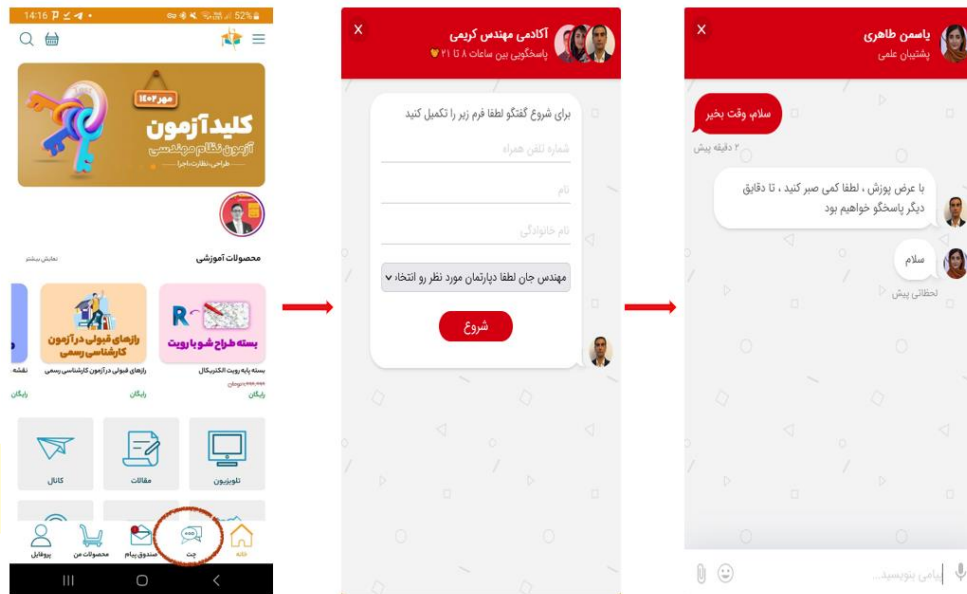 14:16
52%
مهر ۱۴۰۲
کلید آزمون
آزمون نظام مهندسی
طراحی،نظارت،اجرا
محصولات آموزشی
نمایش بیشتر
بسته طراح شو با رویت
رازهای قبولی در آزمون
کارشناسی رسمی
بسته پایه رویت الکتریکال
رازهای قبولی در آزمون کارشناسی رسمی
نقشه
رایگان
رایگان
رایگان
تلویزیون
مقالات
کانال
خانه
چت
صندوق پیام
محصولات من
پروفایل
X
آکادمی مهندس کریمی
پاسخگویی بین ساعات ۸ تا ۲۱
برای شروع گفتگو لطفا فرم زیر را تکمیل کنید
شماره تلفن همراه
نام
نام خانوادگی
مهندس جان لطفا دپارتمان مورد نظر رو انتخاب
شروع
X
یاسمن طاهری
پشتیبان علمی
سلام، وقت بخیر
۲ دقیقه پیش
با عرض پوزش ، لطفا کمی صبر کنید ، تا دقایق
دیگر پاسخگو خواهیم بود
سلام
لحظاتی پیش
پیامی بنویسید...